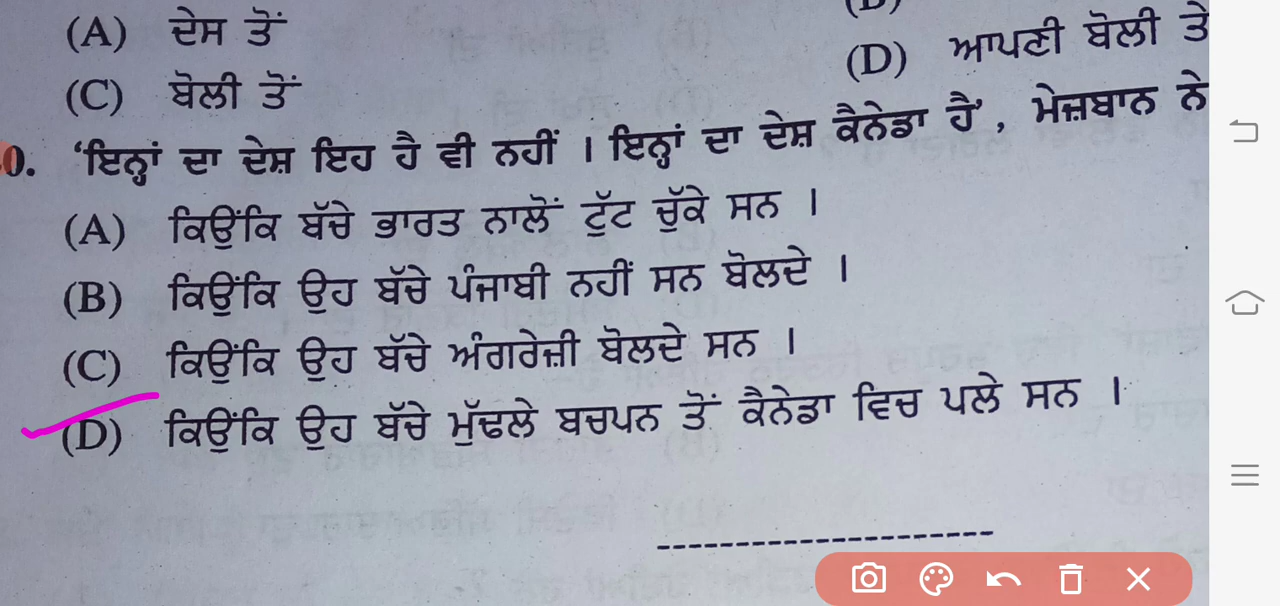 (A) ਦੇਸ ਤੋਂ
(C) ਬੋਲੀ ਤੋਂ
(D) ਆਪਣੀ ਬੋਲੀ ਤੇ
0. ‘ਇਨ੍ਹਾਂ ਦਾ ਦੇਸ਼ ਇਹ ਹੈ ਵੀ ਨਹੀਂ । ਇਨ੍ਹਾਂ ਦਾ ਦੇਸ਼ ਕੈਨੇਡਾ ਹੈ’, ਮੇਜ਼ਬਾਨ ਨੇ
(A) ਕਿਉਂਕਿ ਬੱਚੇ ਭਾਰਤ ਨਾਲੋਂ ਟੁੱਟ ਚੁੱਕੇ ਸਨ ।
(B) ਕਿਉਂਕਿ ਉਹ ਬੱਚੇ ਪੰਜਾਬੀ ਨਹੀਂ ਸਨ ਬੋਲਦੇ ।
(C) ਕਿਉਂਕਿ ਉਹ ਬੱਚੇ ਅੰਗਰੇਜ਼ੀ ਬੋਲਦੇ ਸਨ ।
(D) ਕਿਉਂਕਿ ਉਹ ਬੱਚੇ ਮੁੱਢਲੇ ਬਚਪਨ ਤੋਂ ਕੈਨੇਡਾ ਵਿਚ ਪਲੇ ਸਨ ।